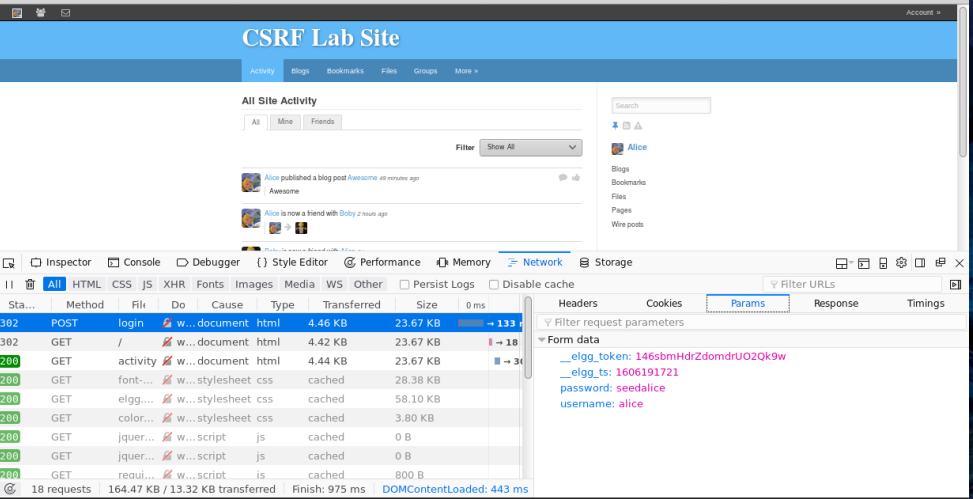 Account »
CSRF Lab Site
Activity Blogs Bookmarks Files Groups More »
All Site Activity
All Mine Friends
Filter Show All
Alice published a blog post Awesome 49 minutes ago
Awesome
Alice is now a friend with Boby 2 hours ago
Search
Alice
Blogs
Bookmarks
Files
Pages
Wire posts
Inspector Console Debugger { } Style Editor Performance Memory Network Storage
All HTML CSS JS XHR Fonts Images Media WS Other Persist Logs Disable cache Filter URLs
Sta… Method File Do Cause Type Transferred Size 0 ms
302 POST login w… document html 4.46 KB 23.67 KB → 133
302 GET / w… document html 4.42 KB 23.67 KB → 18
200 GET activity w… document html 4.44 KB 23.67 KB → 3
200 GET font-… w… stylesheet css cached 28.38 KB
200 GET elgg.… w… stylesheet css cached 58.10 KB
200 GET color… w… stylesheet css cached 3.80 KB
200 GET jquer… w… script js cached 0 B
200 GET jquer… w… script js cached 0 B
200 GET requi… w… script js cached 800 B
18 requests 164.47 KB / 13.32 KB transferred Finish: 975 ms DOMContentLoaded: 443 ms
Headers Cookies Params Response Timings
Filter request parameters
Form data
__elgg_token: 146sbmHdrZdomdrUO2Qk9w
__elgg_ts: 1606191721
password: seedalice
username: alice